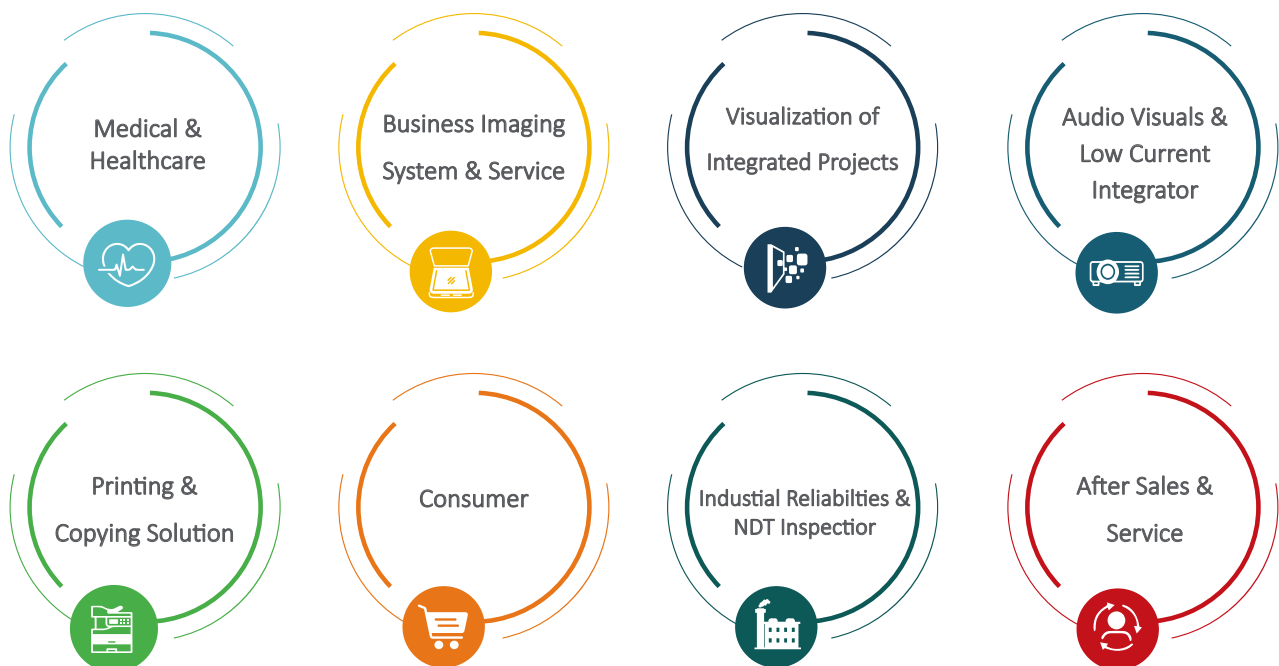 Medical &
Healthcare
Business Imaging
System & Service
Visualization of
Integrated Projects
Audio Visuals &
Low Current
Integrator
Printing &
Copying Solution
Consumer
Industial Reliabilties &
NDT Inspectior
After Sales &
Service